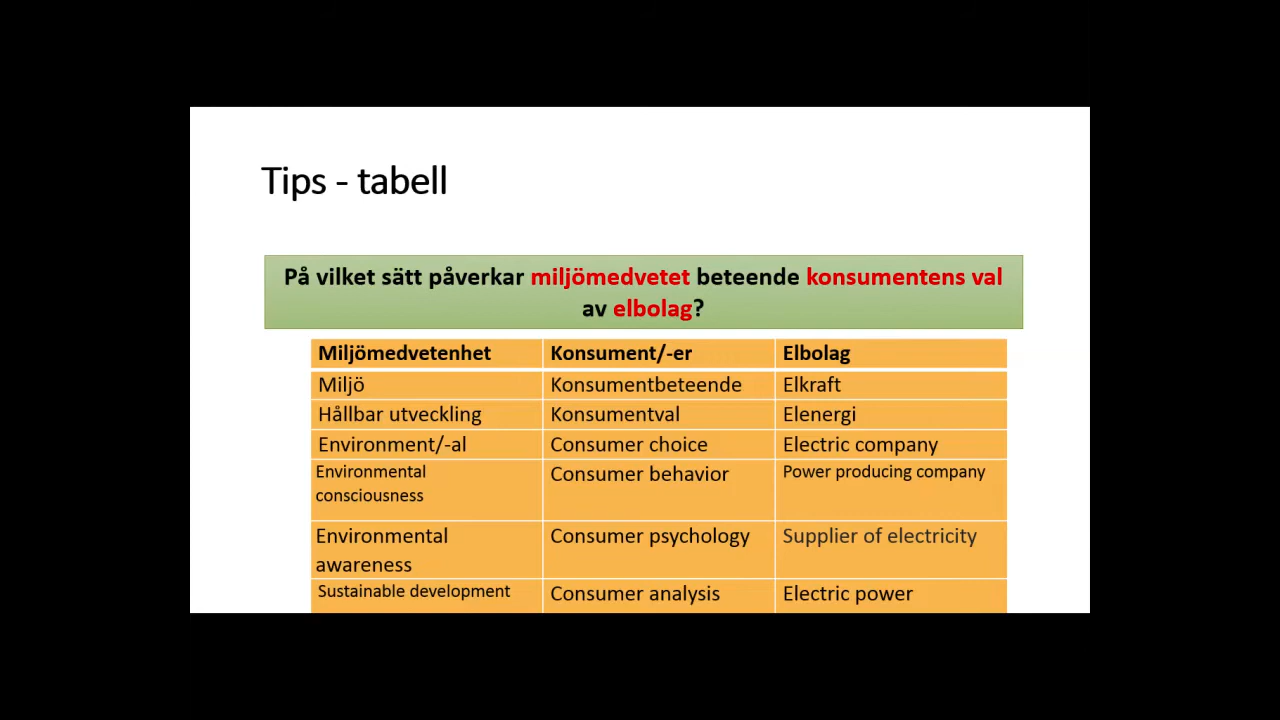 Tips - tabell
På vilket sätt påverkar miljömedvetet beteende konsumentens val
av elbolag?
Miljömedvetenhet Konsument/-er Elbolag
Miljö Konsumentbeteende Elkraft
Hållbar utveckling Konsumentval Elenergi
Environment/-al Consumer choice Electric company
Environmental
consciousness Consumer behavior Power producing company
Environmental
awareness Consumer psychology Supplier of electricity
Sustainable development Consumer analysis Electric power